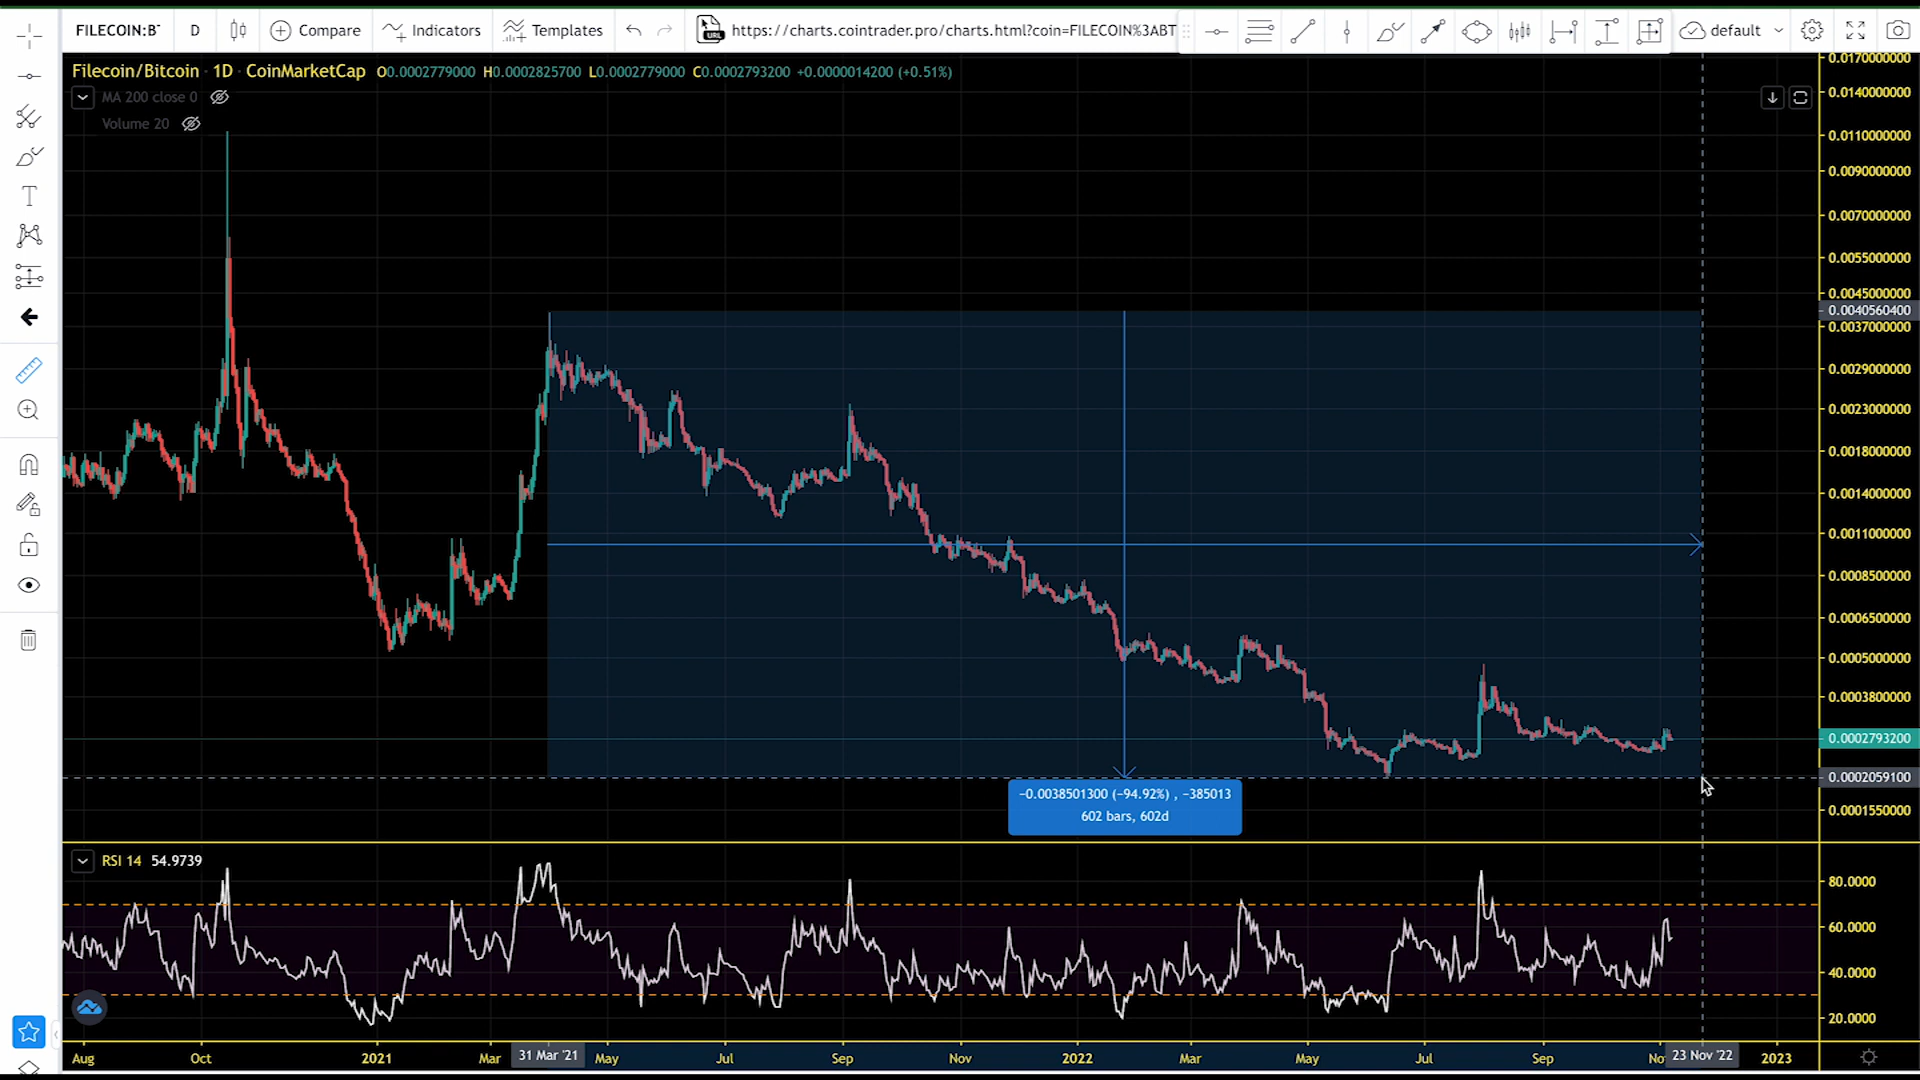 FILECOIN:B
D
Compare
Indicators
Templates
URL
https://charts.cointrader.pro/charts.html?coin=FILECOIN%3ABT
default
Filecoin/Bitcoin · 1D · CoinMarketCap O0.0002779000 H0.0002825700 L0.0002779000 C0.0002793200 +0.0000014200 (+0.51%)
MA 200 close 0
Volume 20
0.0170000000
0.0140000000
0.0110000000
0.0090000000
0.0070000000
0.0055000000
0.0045000000
0.0040560400
0.0037000000
0.0029000000
0.0023000000
0.0018000000
0.0014000000
0.0011000000
0.0008500000
0.0006500000
0.0005000000
0.0003800000
0.0002793200
0.0002059100
0.0001550000
−0.0038501300 (−94.92%) , −385013
602 bars, 602d
RSI 14 54.9739
80.0000
60.0000
40.0000
20.0000
Aug Oct 2021 Mar 31 Mar '21 May Jul Sep Nov 2022 Mar May Jul Sep No 23 Nov '22 2023